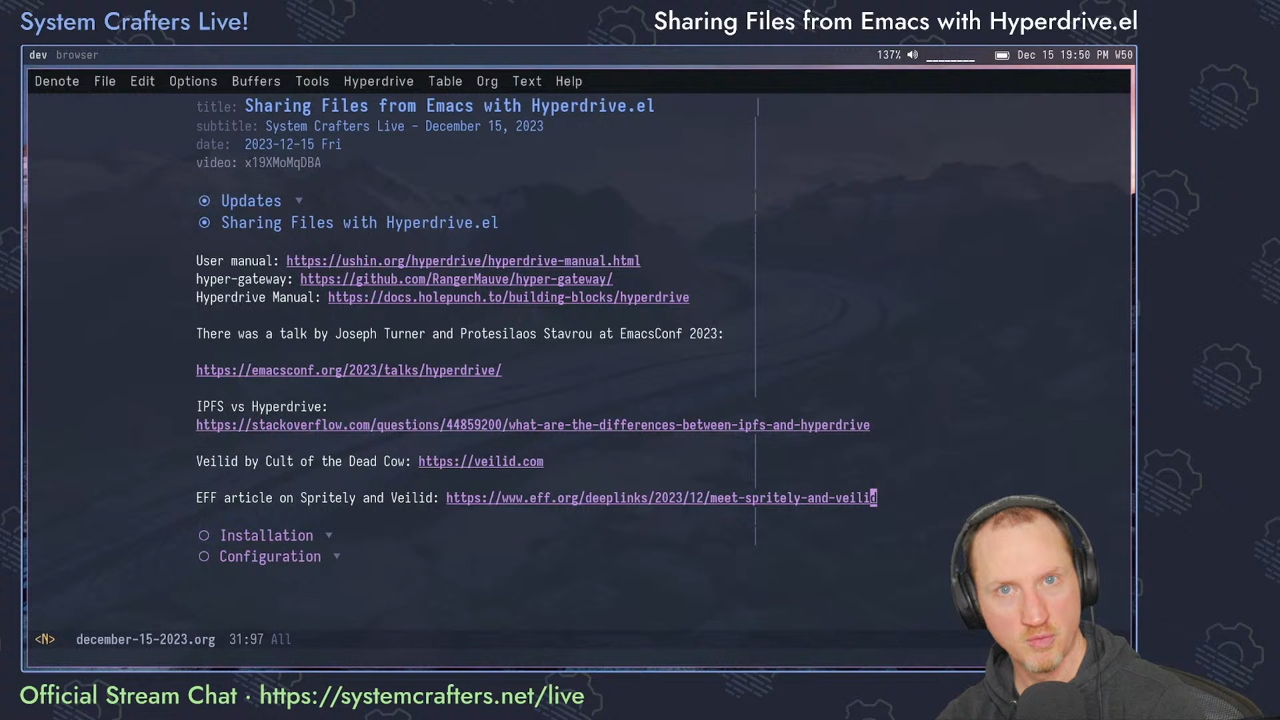 System Crafters Live!
Sharing Files from Emacs with Hyperdrive.el
dev browser
137% Dec 15 19:50 PM W50
Denote File Edit Options Buffers Tools Hyperdrive Table Org Text Help
title: Sharing Files from Emacs with Hyperdrive.el
subtitle: System Crafters Live - December 15, 2023
date: 2023-12-15 Fri
video: x19XMoMqDBA
Updates
Sharing Files with Hyperdrive.el
User manual: https://ushin.org/hyperdrive/hyperdrive-manual.html
hyper-gateway: https://github.com/RangerMauve/hyper-gateway/
Hyperdrive Manual: https://docs.holepunch.to/building-blocks/hyperdrive
There was a talk by Joseph Turner and Protesilaos Stavrou at EmacsConf 2023:
https://emacsconf.org/2023/talks/hyperdrive/
IPFS vs Hyperdrive:
https://stackoverflow.com/questions/44859200/what-are-the-differences-between-ipfs-and-hyperdrive
Veilid by Cult of the Dead Cow: https://veilid.com
EFF article on Spritely and Veilid: https://www.eff.org/deeplinks/2023/12/meet-spritely-and-veilid
Installation
Configuration
<N> december-15-2023.org 31:97 All
Official Stream Chat · https://systemcrafters.net/live